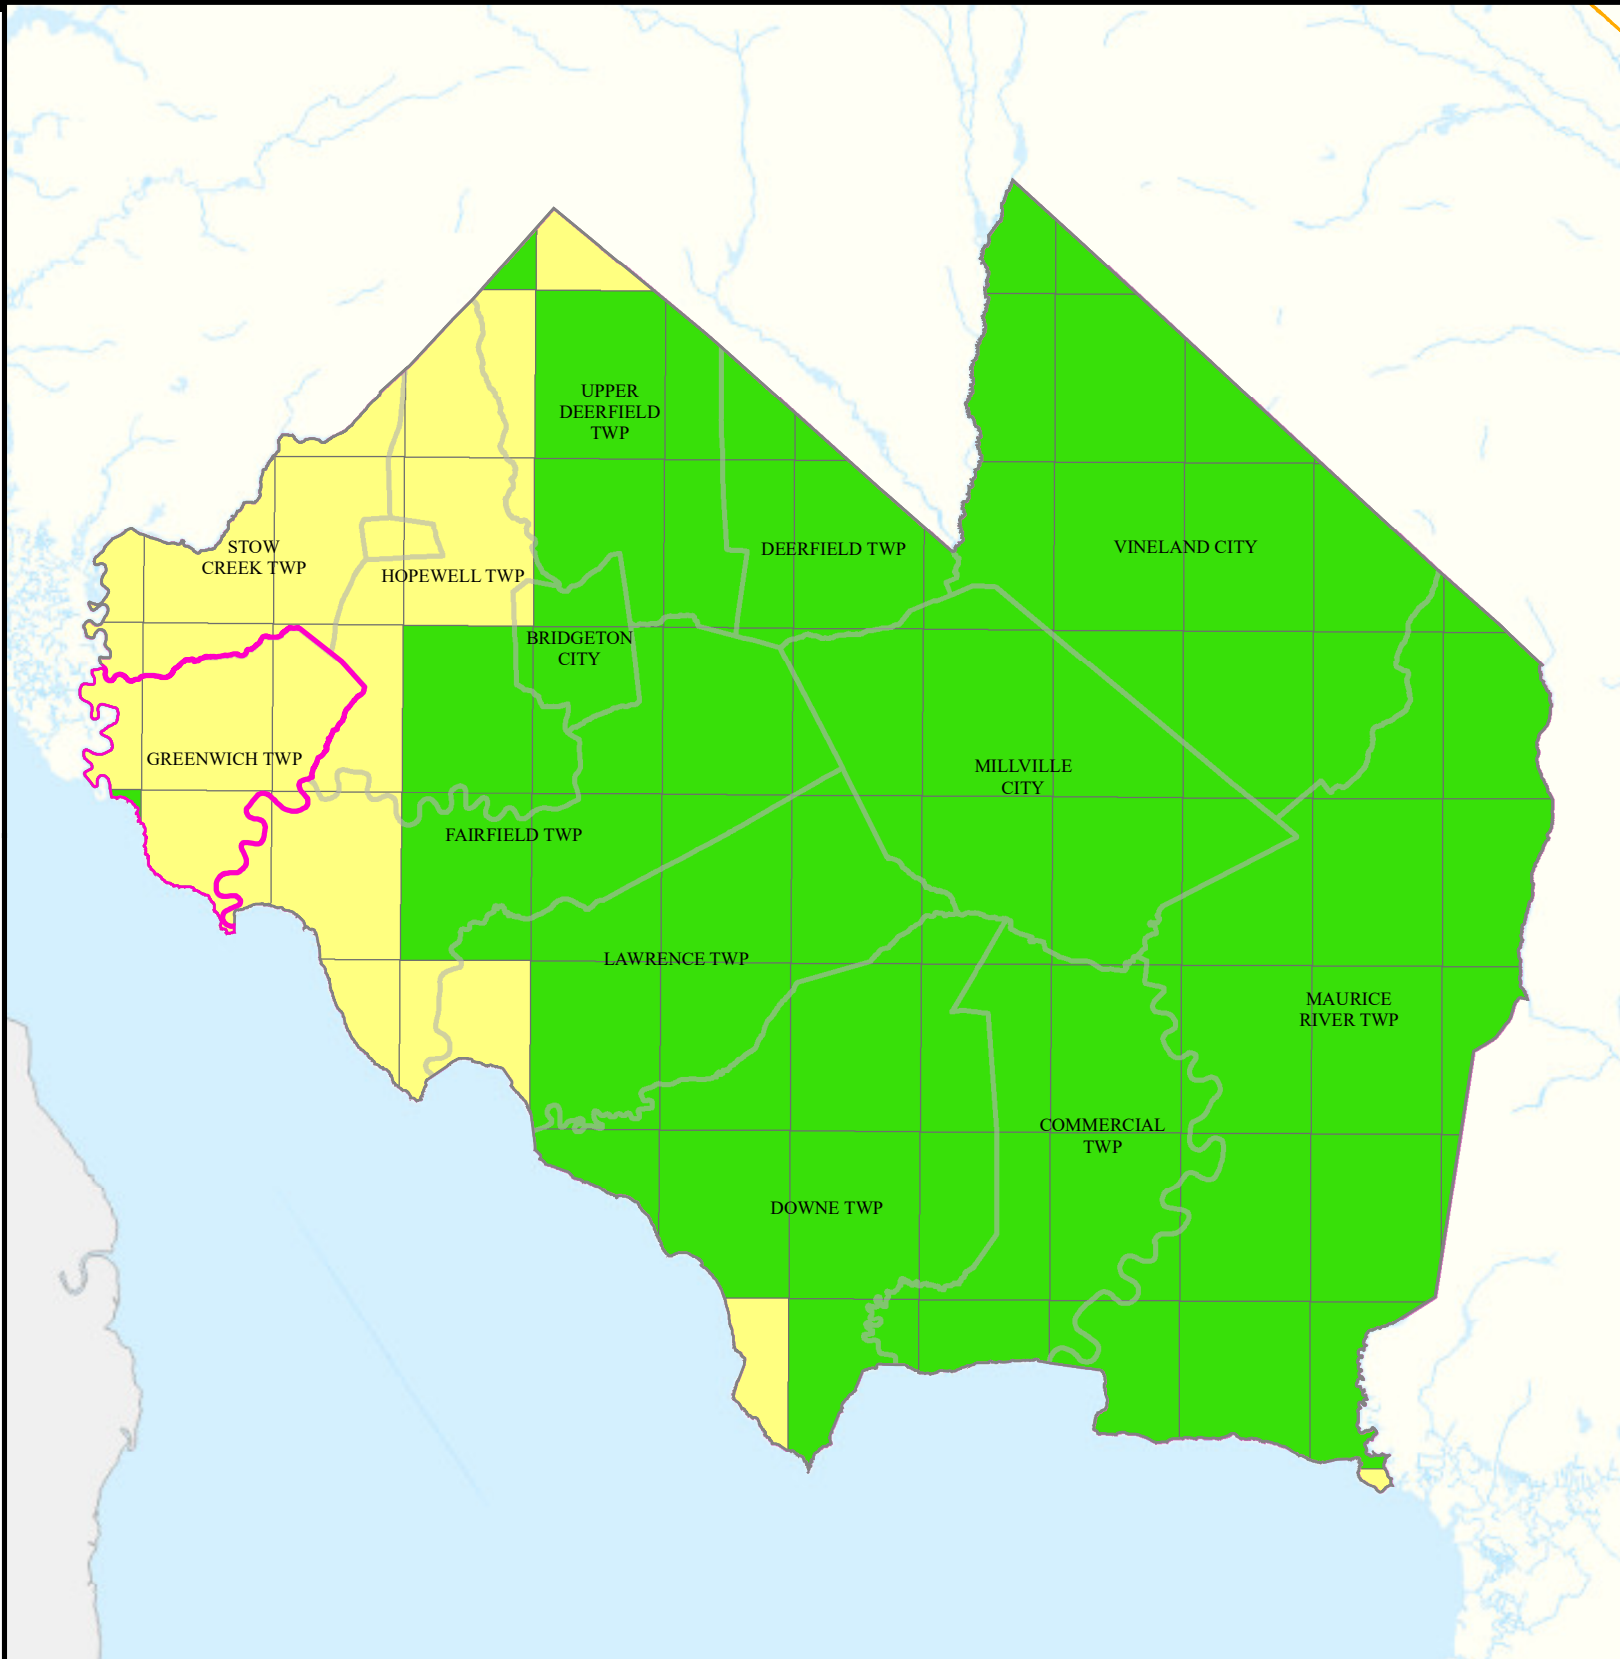 UPPER
DEERFIELD
TWP
STOW
CREEK TWP
HOPEWELL TWP
DEERFIELD TWP
VINELAND CITY
BRIDGETON
CITY
GREENWICH TWP
MILLVILLE
CITY
FAIRFIELD TWP
LAWRENCE TWP
MAURICE
RIVER TWP
COMMERCIAL
TWP
DOWNE TWP